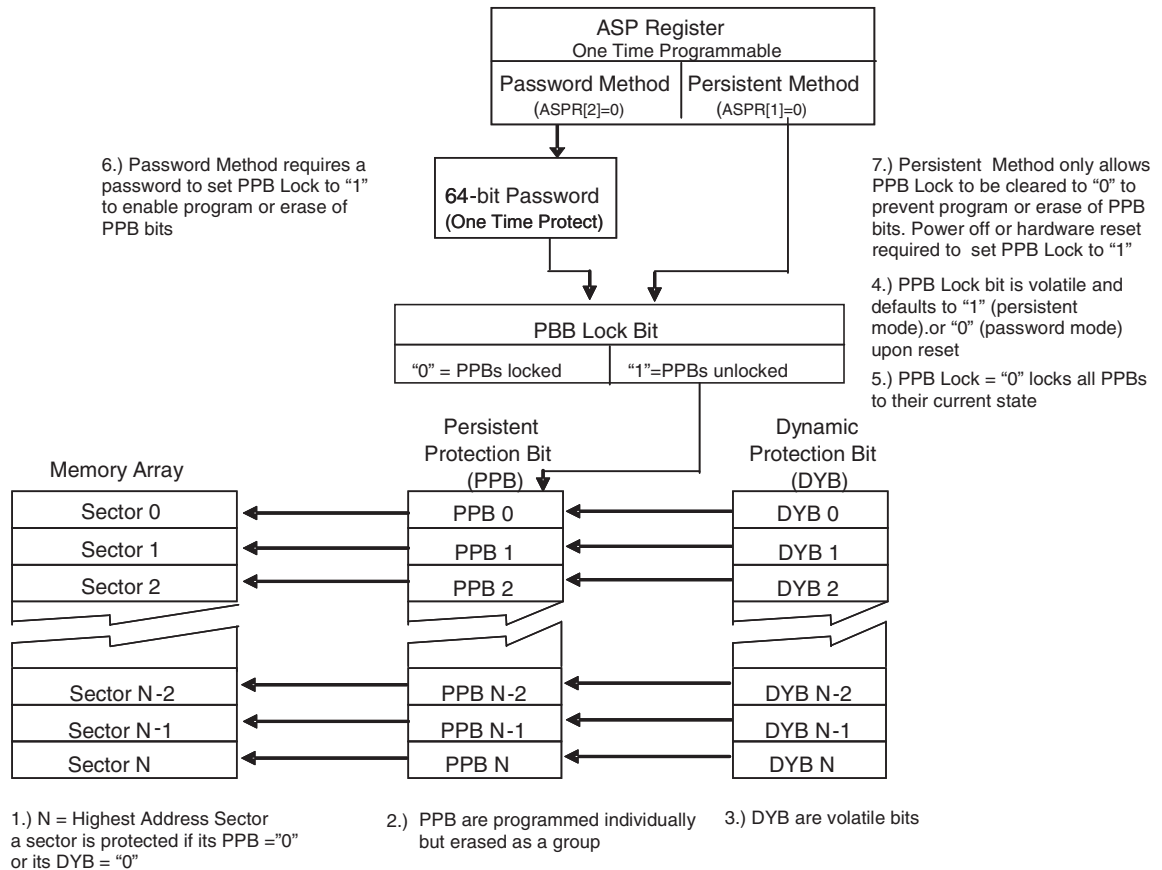 ASP Register
One Time Programmable
Password Method
(ASPR[2]=0)
Persistent Method
(ASPR[1]=0)
6.) Password Method requires a
password to set PPB Lock to “1”
to enable program or erase of
PPB bits
64-bit Password
(One Time Protect)
7.) Persistent Method only allows
PPB Lock to be cleared to “0” to
prevent program or erase of PPB
bits. Power off or hardware reset
required to set PPB Lock to “1”
4.) PPB Lock bit is volatile and
defaults to “1” (persistent
mode).or “0” (password mode)
upon reset
5.) PPB Lock = “0” locks all PPBs
to their current state
PBB Lock Bit
“0” = PPBs locked
“1”=PPBs unlocked
Memory Array
Persistent
Protection Bit
(PPB)
Dynamic
Protection Bit
(DYB)
Sector 0
PPB 0
DYB 0
Sector 1
PPB 1
DYB 1
Sector 2
PPB 2
DYB 2
Sector N-2
PPB N-2
DYB N-2
Sector N-1
PPB N-1
DYB N-1
Sector N
PPB N
DYB N
1.) N = Highest Address Sector
a sector is protected if its PPB =”0”
or its DYB = “0”
2.) PPB are programmed individually
but erased as a group
3.) DYB are volatile bits